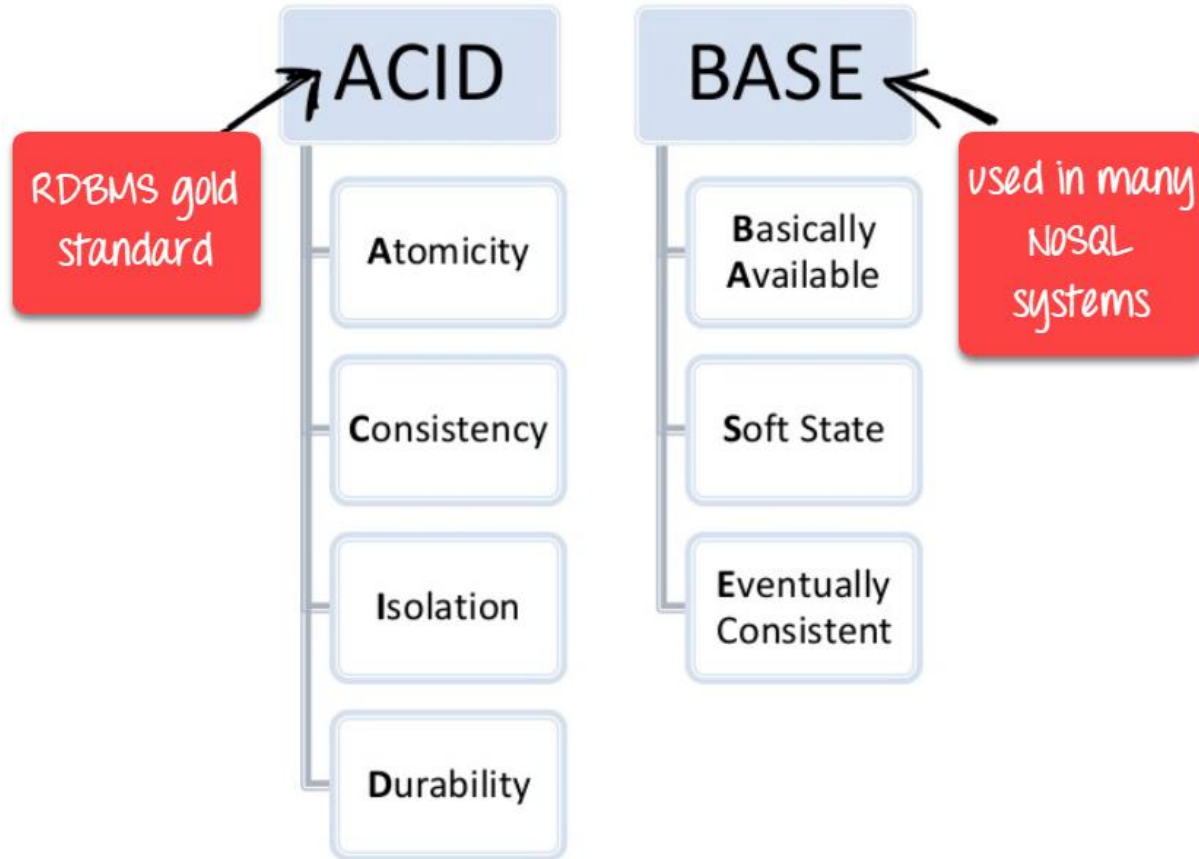 ACID
BASE
RDBMS gold
standard
used in many
NOSQL
systems
Atomicity
Consistency
Isolation
Durability
Basically
Available
Soft State
Eventually
Consistent